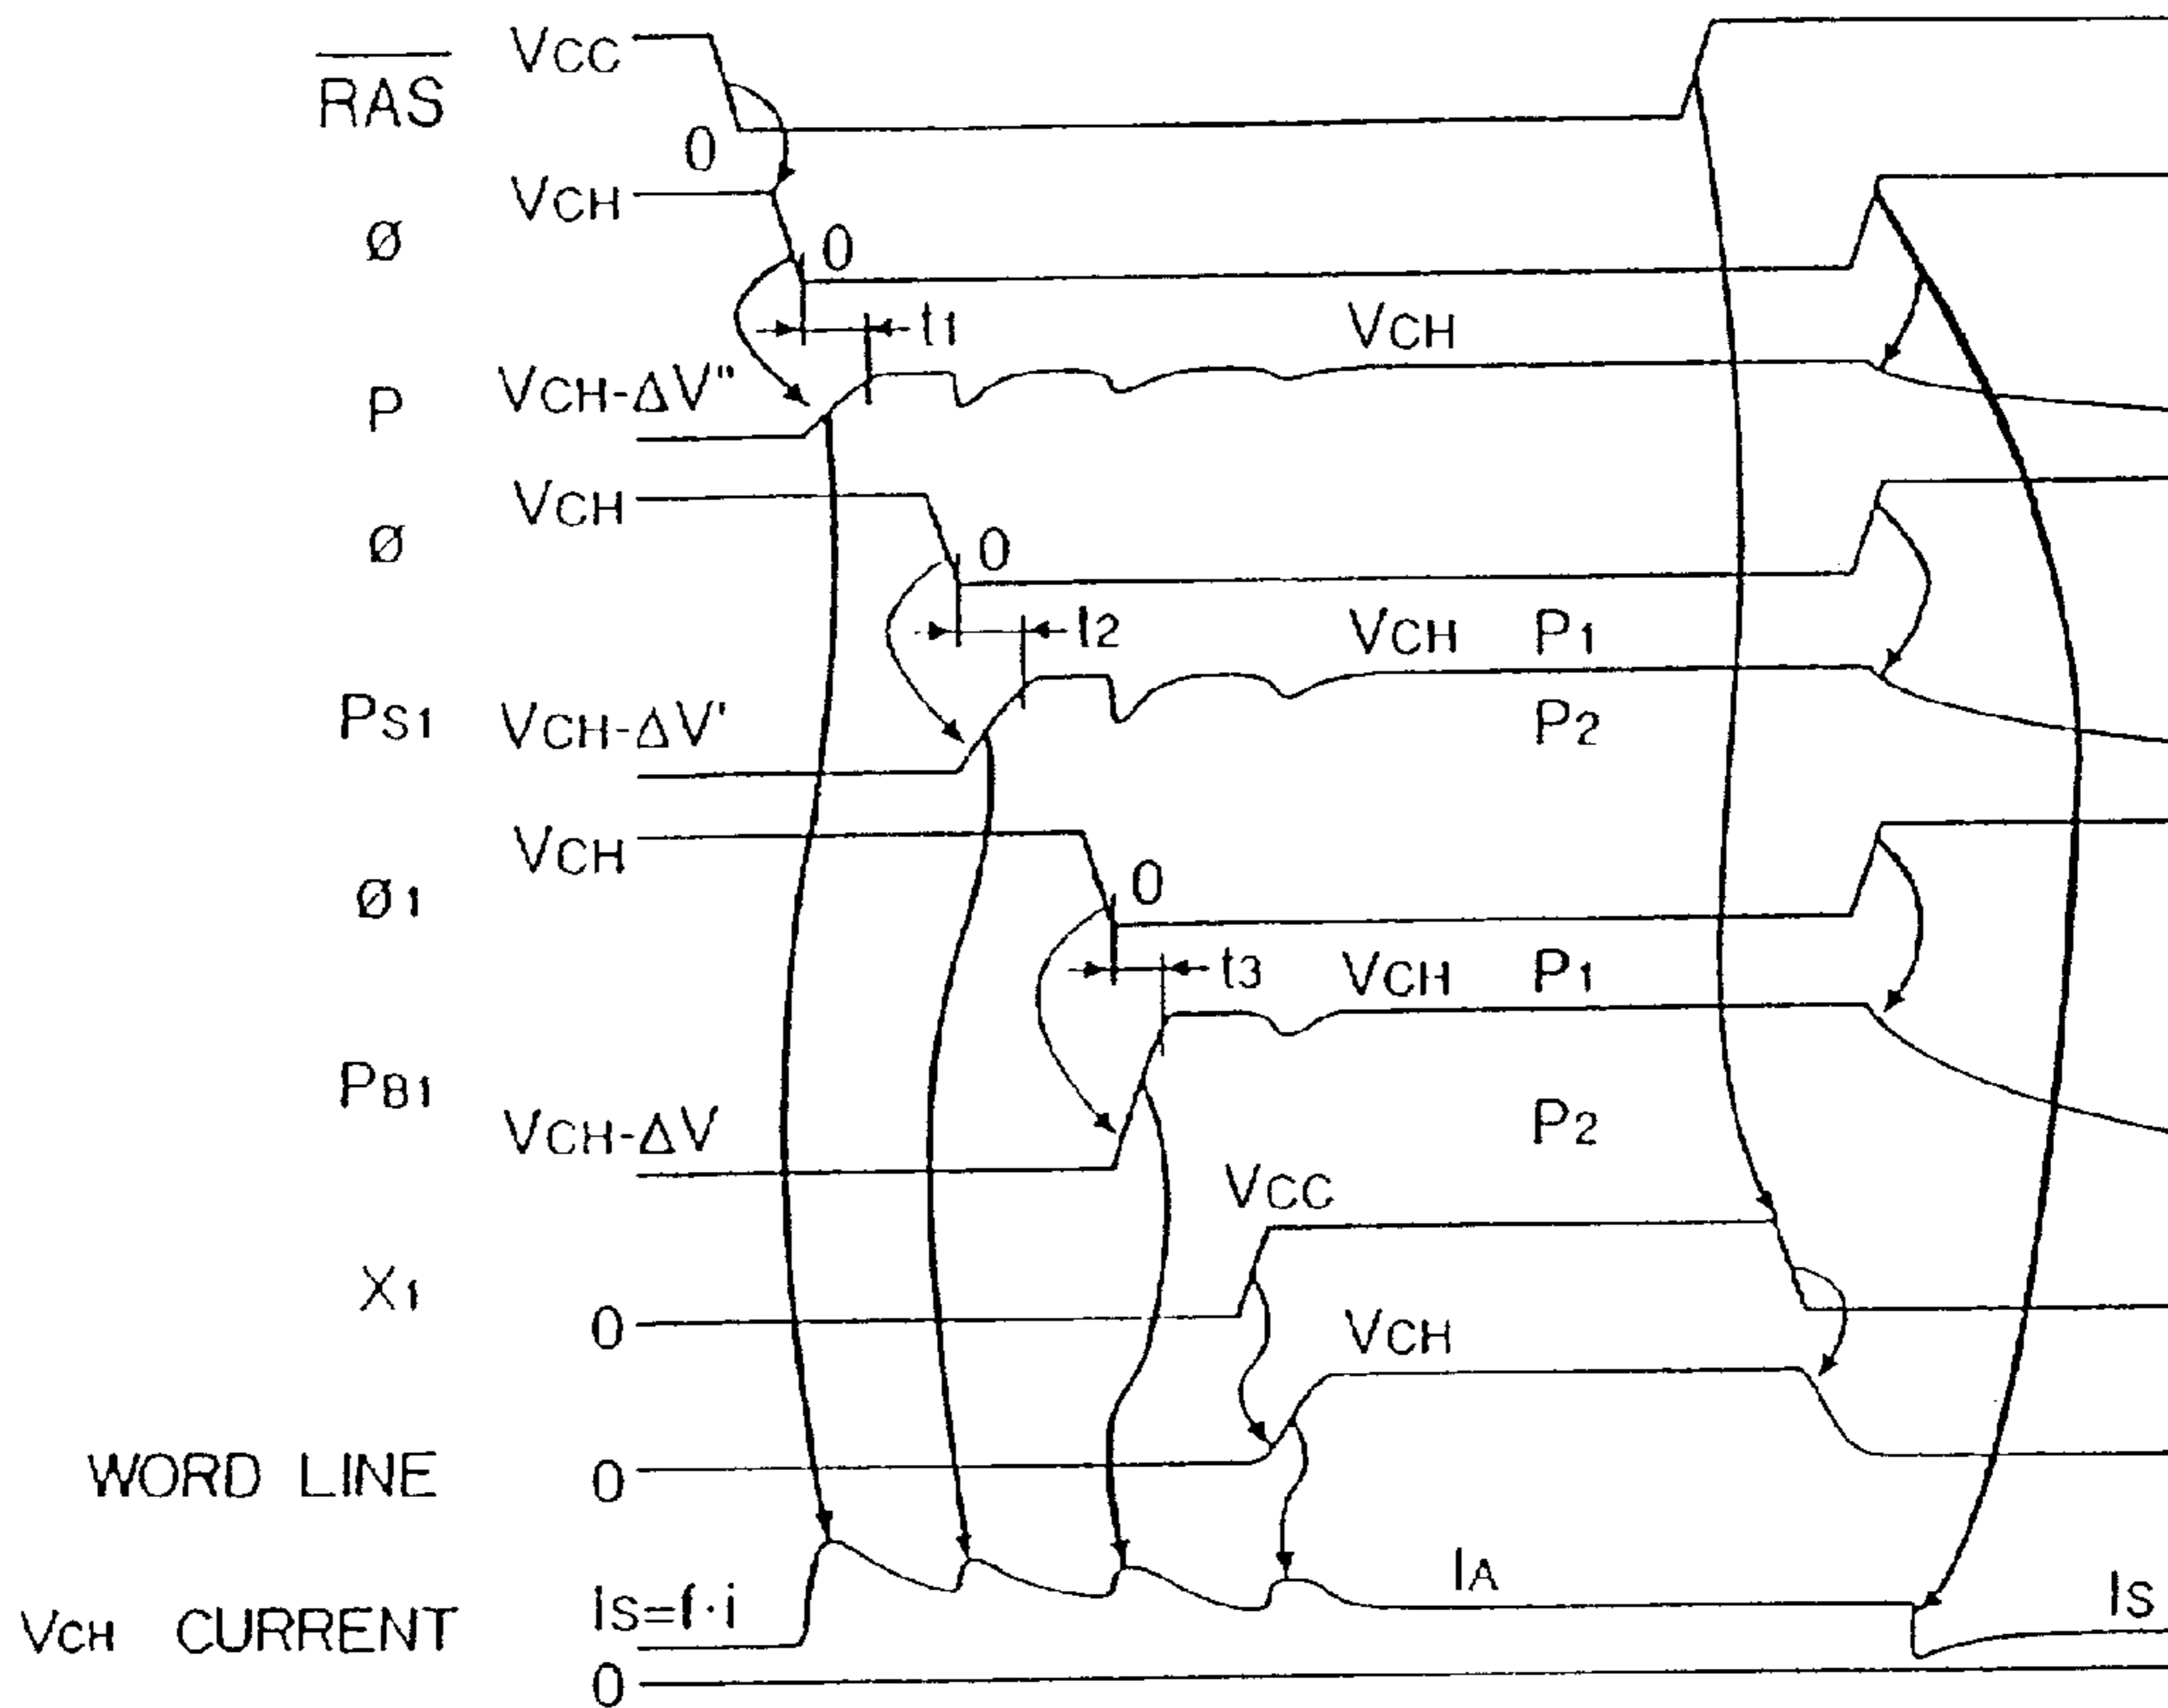 R̅A̅S̅ VCC
0
Ø VCH
0
t1 VCH
P VCH-ΔV"
Ø VCH
0
t2 VCH P1
PS1 VCH-ΔV' P2
VCH
Ø1 0
t3 VCH P1
PB1 VCH-ΔV P2
VCC
X1 0
VCH
WORD LINE 0
IA
VCH CURRENT IS=f·i IS
0